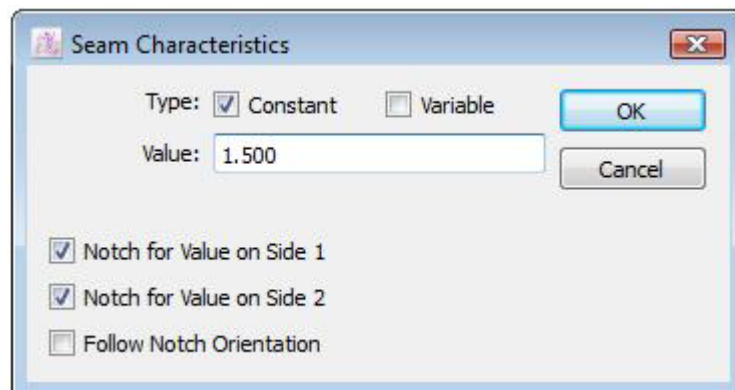 Seam Characteristics
Type: Constant Variable OK
Value: 1.500 Cancel
Notch for Value on Side 1
Notch for Value on Side 2
Follow Notch Orientation